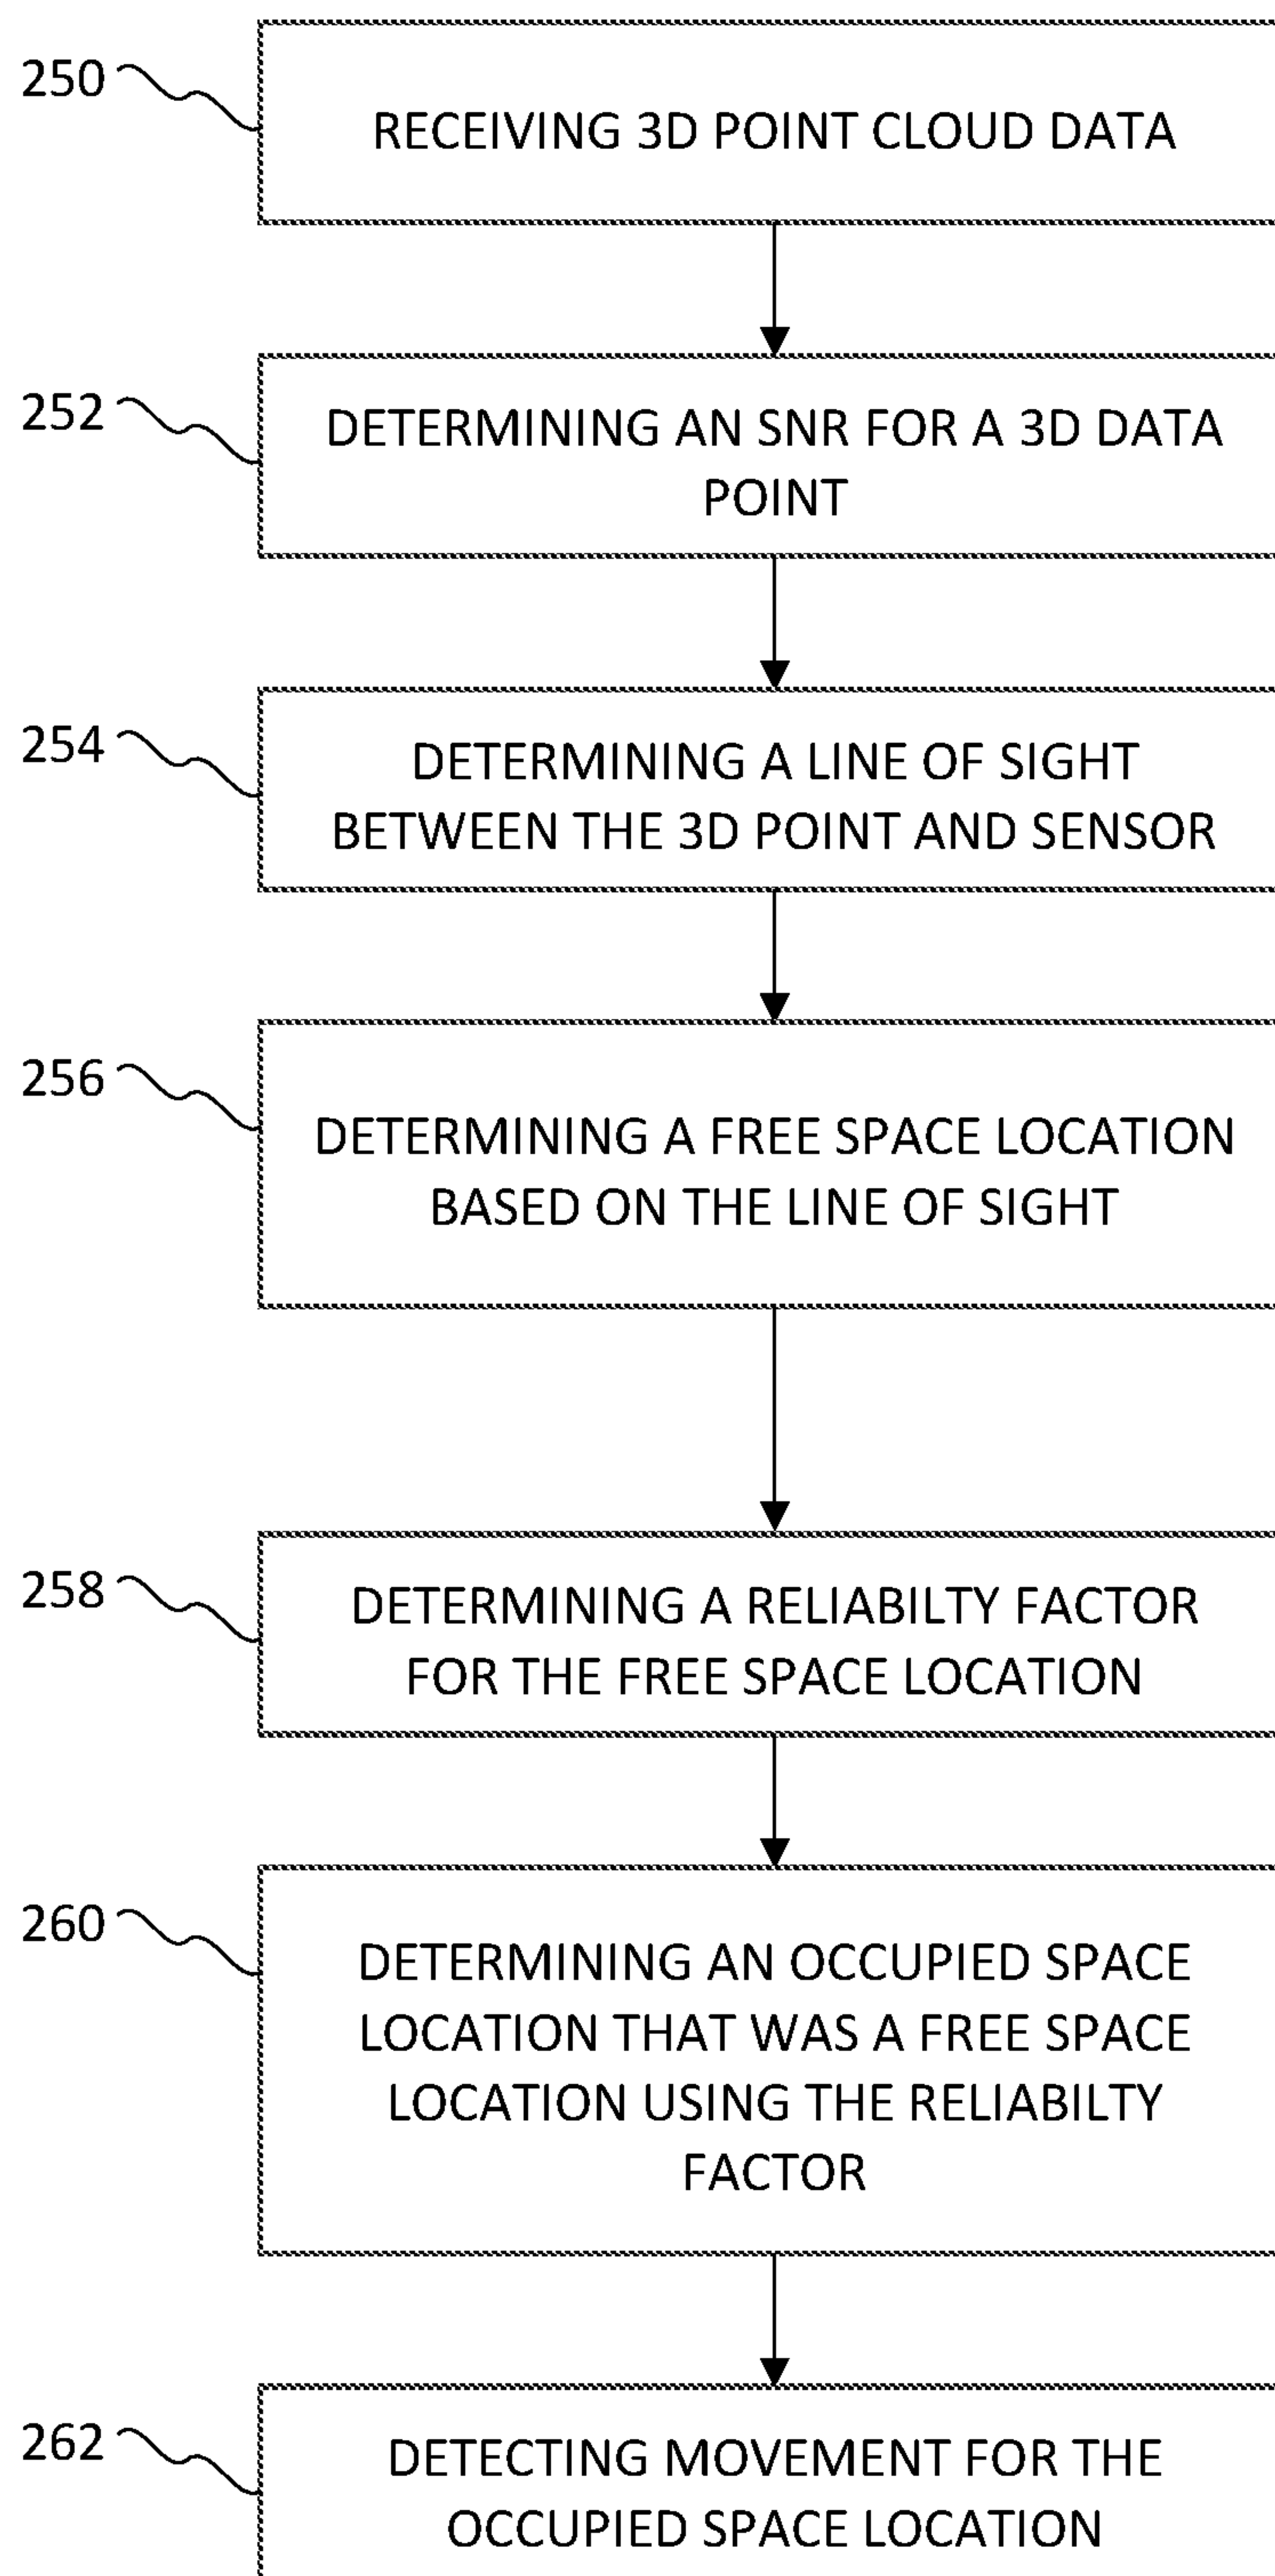 250
RECEIVING 3D POINT CLOUD DATA
252
DETERMINING AN SNR FOR A 3D DATA
POINT
254
DETERMINING A LINE OF SIGHT
BETWEEN THE 3D POINT AND SENSOR
256
DETERMINING A FREE SPACE LOCATION
BASED ON THE LINE OF SIGHT
258
DETERMINING A RELIABILTY FACTOR
FOR THE FREE SPACE LOCATION
260
DETERMINING AN OCCUPIED SPACE
LOCATION THAT WAS A FREE SPACE
LOCATION USING THE RELIABILTY
FACTOR
262
DETECTING MOVEMENT FOR THE
OCCUPIED SPACE LOCATION